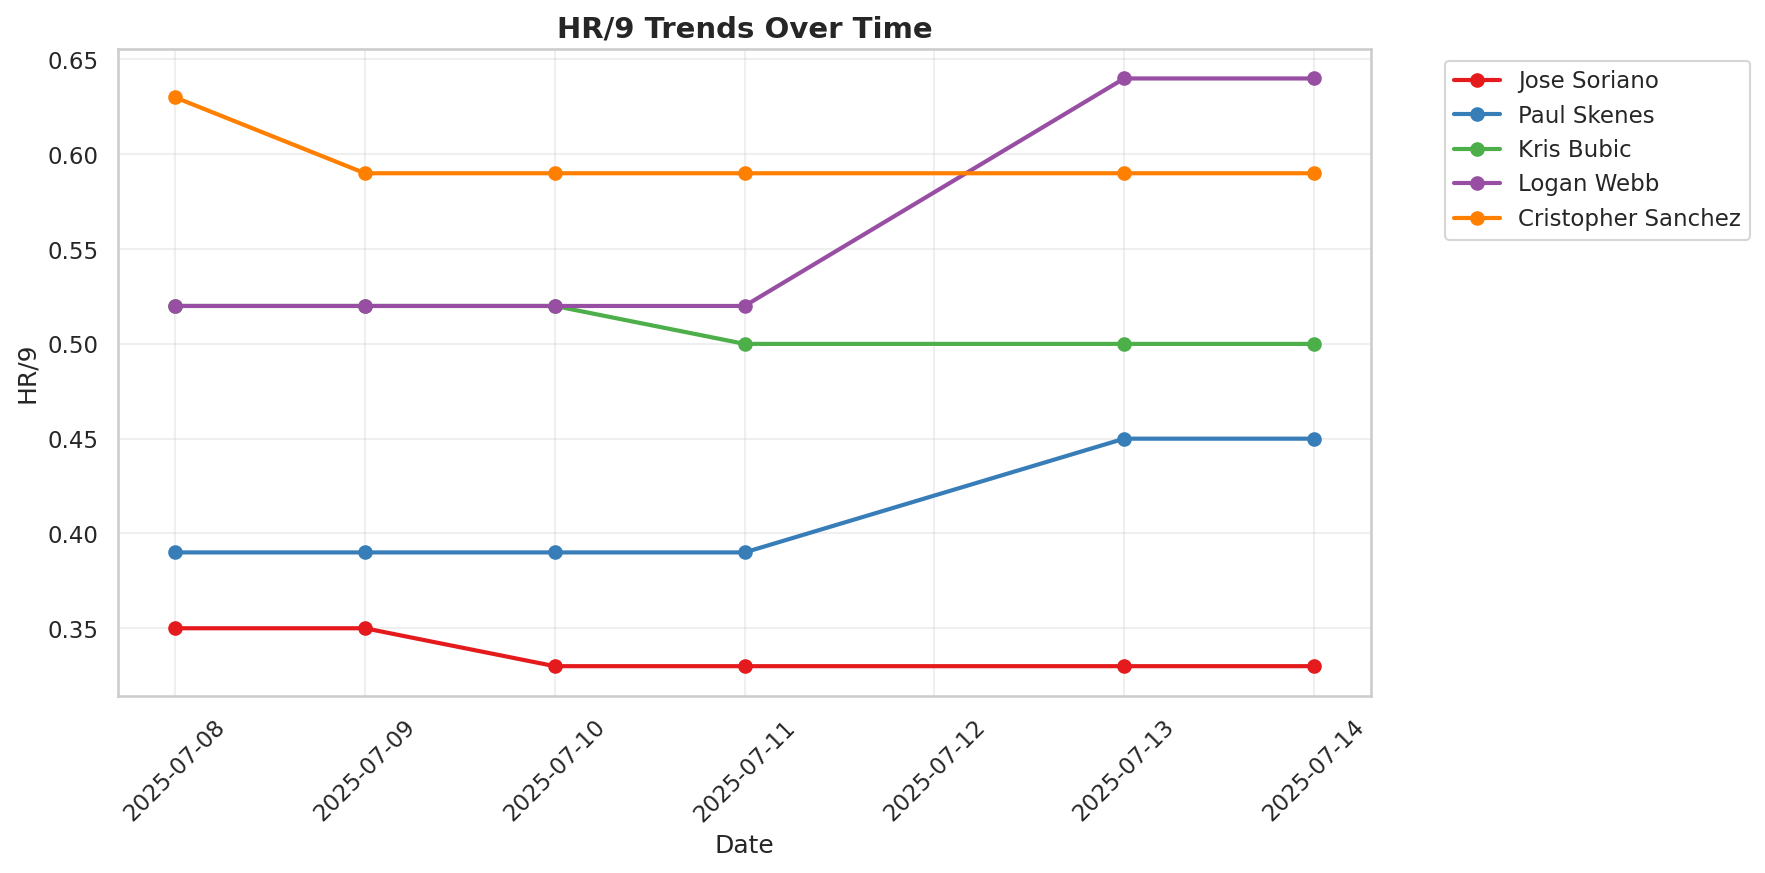 HR/9 Trends Over Time
0.65
0.60
0.55
0.50
0.45
0.40
0.35
HR/9
2025-07-08
2025-07-09
2025-07-10
2025-07-11
2025-07-12
2025-07-13
2025-07-14
Date
Jose Soriano
Paul Skenes
Kris Bubic
Logan Webb
Cristopher Sanchez